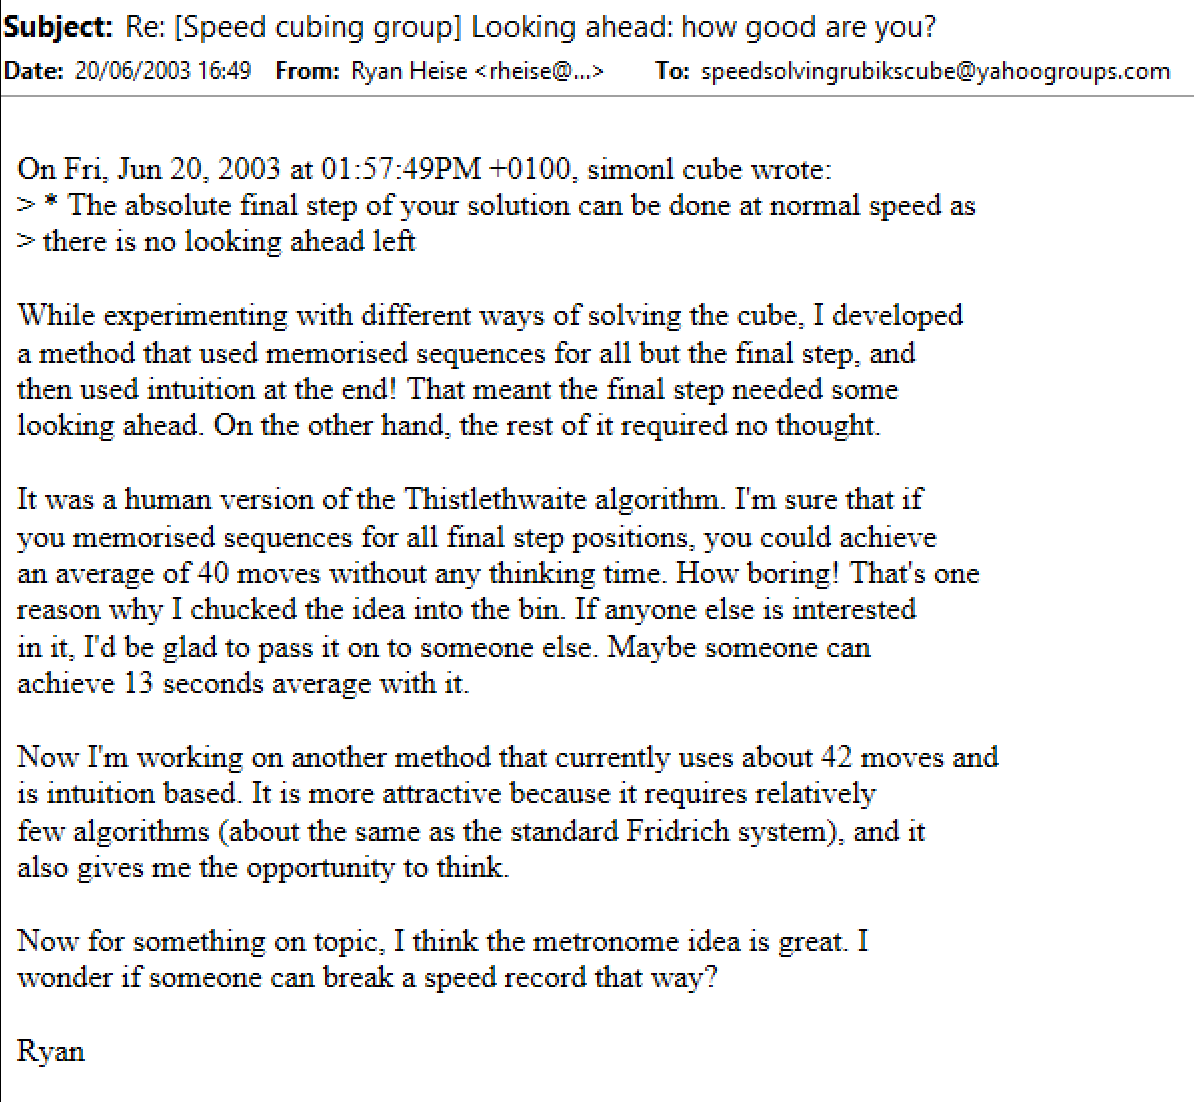 Subject: Re: [Speed cubing group] Looking ahead: how good are you?
Date: 20/06/2003 16:49 From: Ryan Heise <rheise@...> To: speedsolvingrubikscube@yahoogroups.com
On Fri, Jun 20, 2003 at 01:57:49PM +0100, simonl cube wrote:
> * The absolute final step of your solution can be done at normal speed as
> there is no looking ahead left
While experimenting with different ways of solving the cube, I developed
a method that used memorised sequences for all but the final step, and
then used intuition at the end! That meant the final step needed some
looking ahead. On the other hand, the rest of it required no thought.
It was a human version of the Thistlethwaite algorithm. I'm sure that if
you memorised sequences for all final step positions, you could achieve
an average of 40 moves without any thinking time. How boring! That's one
reason why I chucked the idea into the bin. If anyone else is interested
in it, I'd be glad to pass it on to someone else. Maybe someone can
achieve 13 seconds average with it.
Now I'm working on another method that currently uses about 42 moves and
is intuition based. It is more attractive because it requires relatively
few algorithms (about the same as the standard Fridrich system), and it
also gives me the opportunity to think.
Now for something on topic, I think the metronome idea is great. I
wonder if someone can break a speed record that way?
Ryan